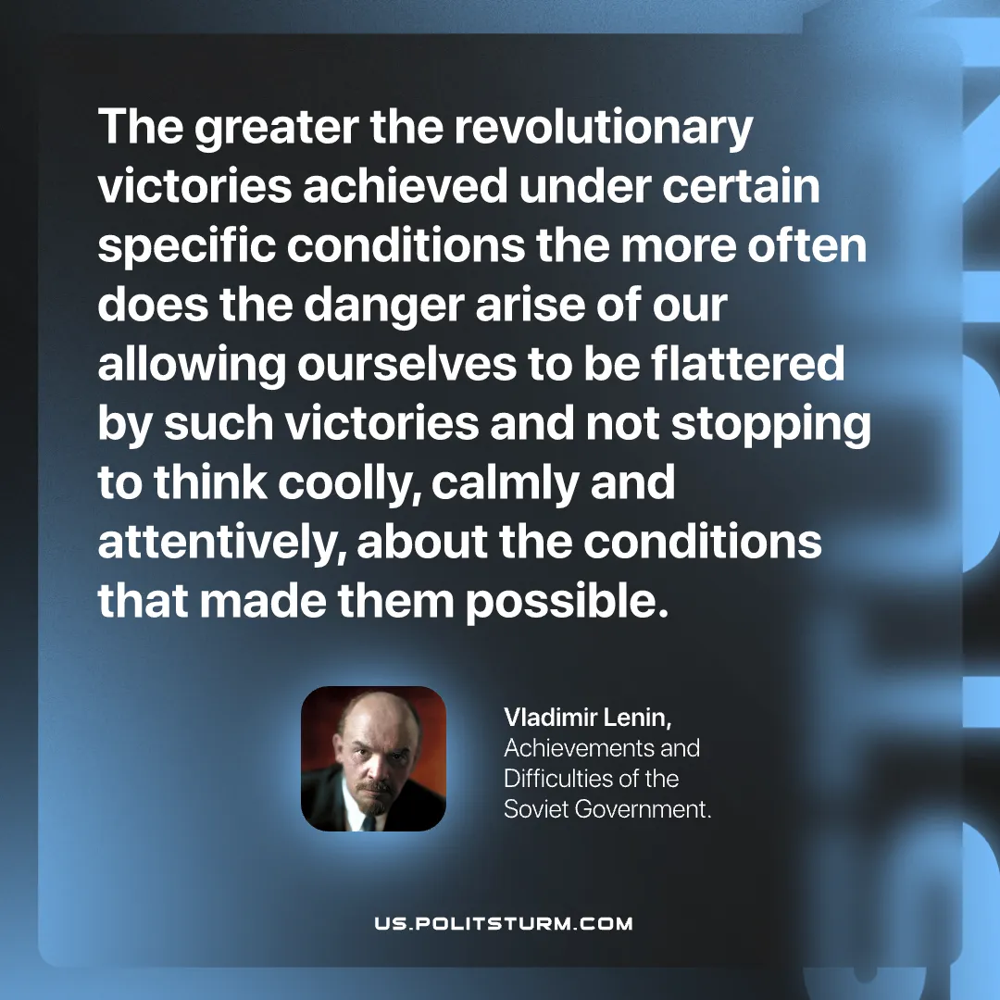 The greater the revolutionary
victories achieved under certain
specific conditions the more often
does the danger arise of our
allowing ourselves to be flattered
by such victories and not stopping
to think coolly, calmly and
attentively, about the conditions
that made them possible.
Vladimir Lenin,
Achievements and
Difficulties of the
Soviet Government.
US.POLITSTURM.COM